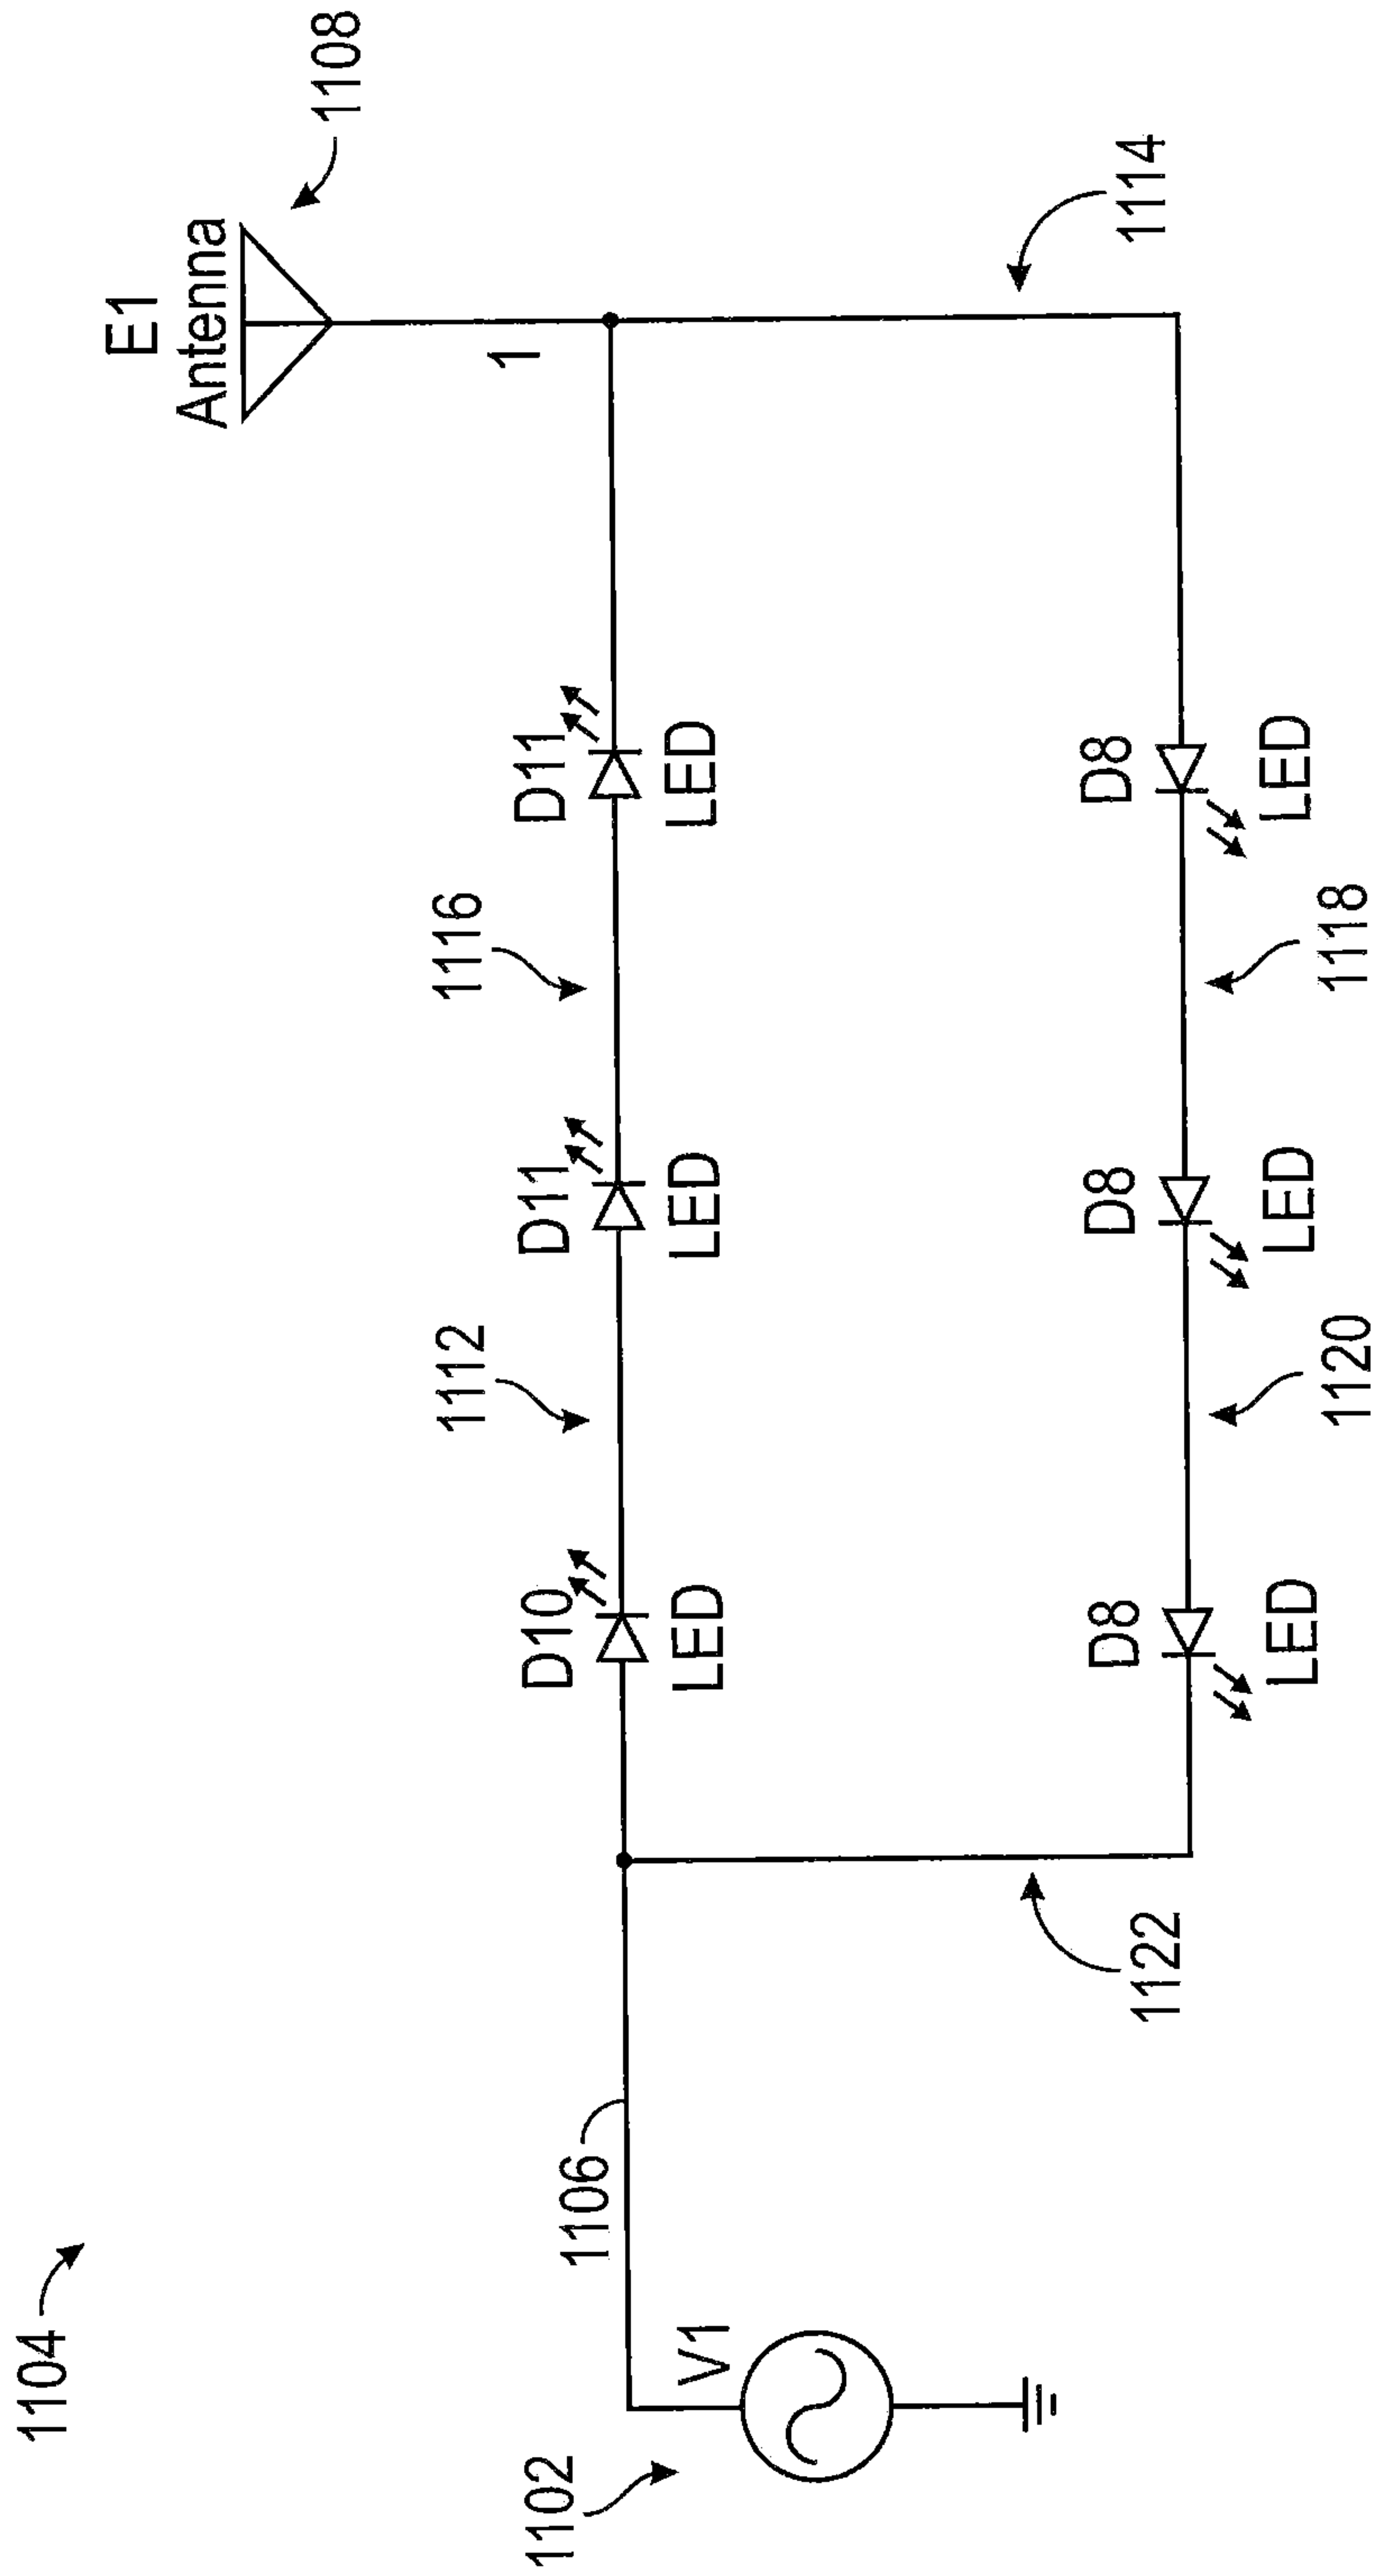 1104
E1
Antenna
1108
1
1112
1116
D10
D11
D11
LED
LED
LED
1106
1102
V1
1114
1122
D8
D8
D8
LED
LED
LED
1120
1118